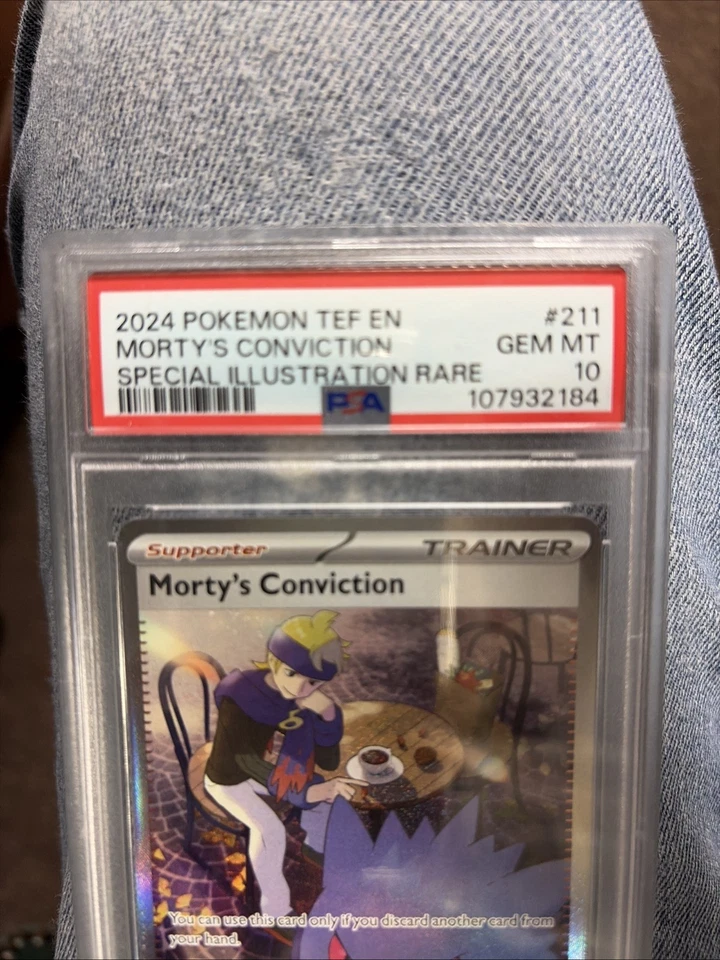 2024 POKEMON TEF EN #211
MORTY'S CONVICTION GEM MT
SPECIAL ILLUSTRATION RARE 10
PSA 107932184
Supporter TRAINER
Morty's Conviction
You can use this card only if you discard another card from
your hand.